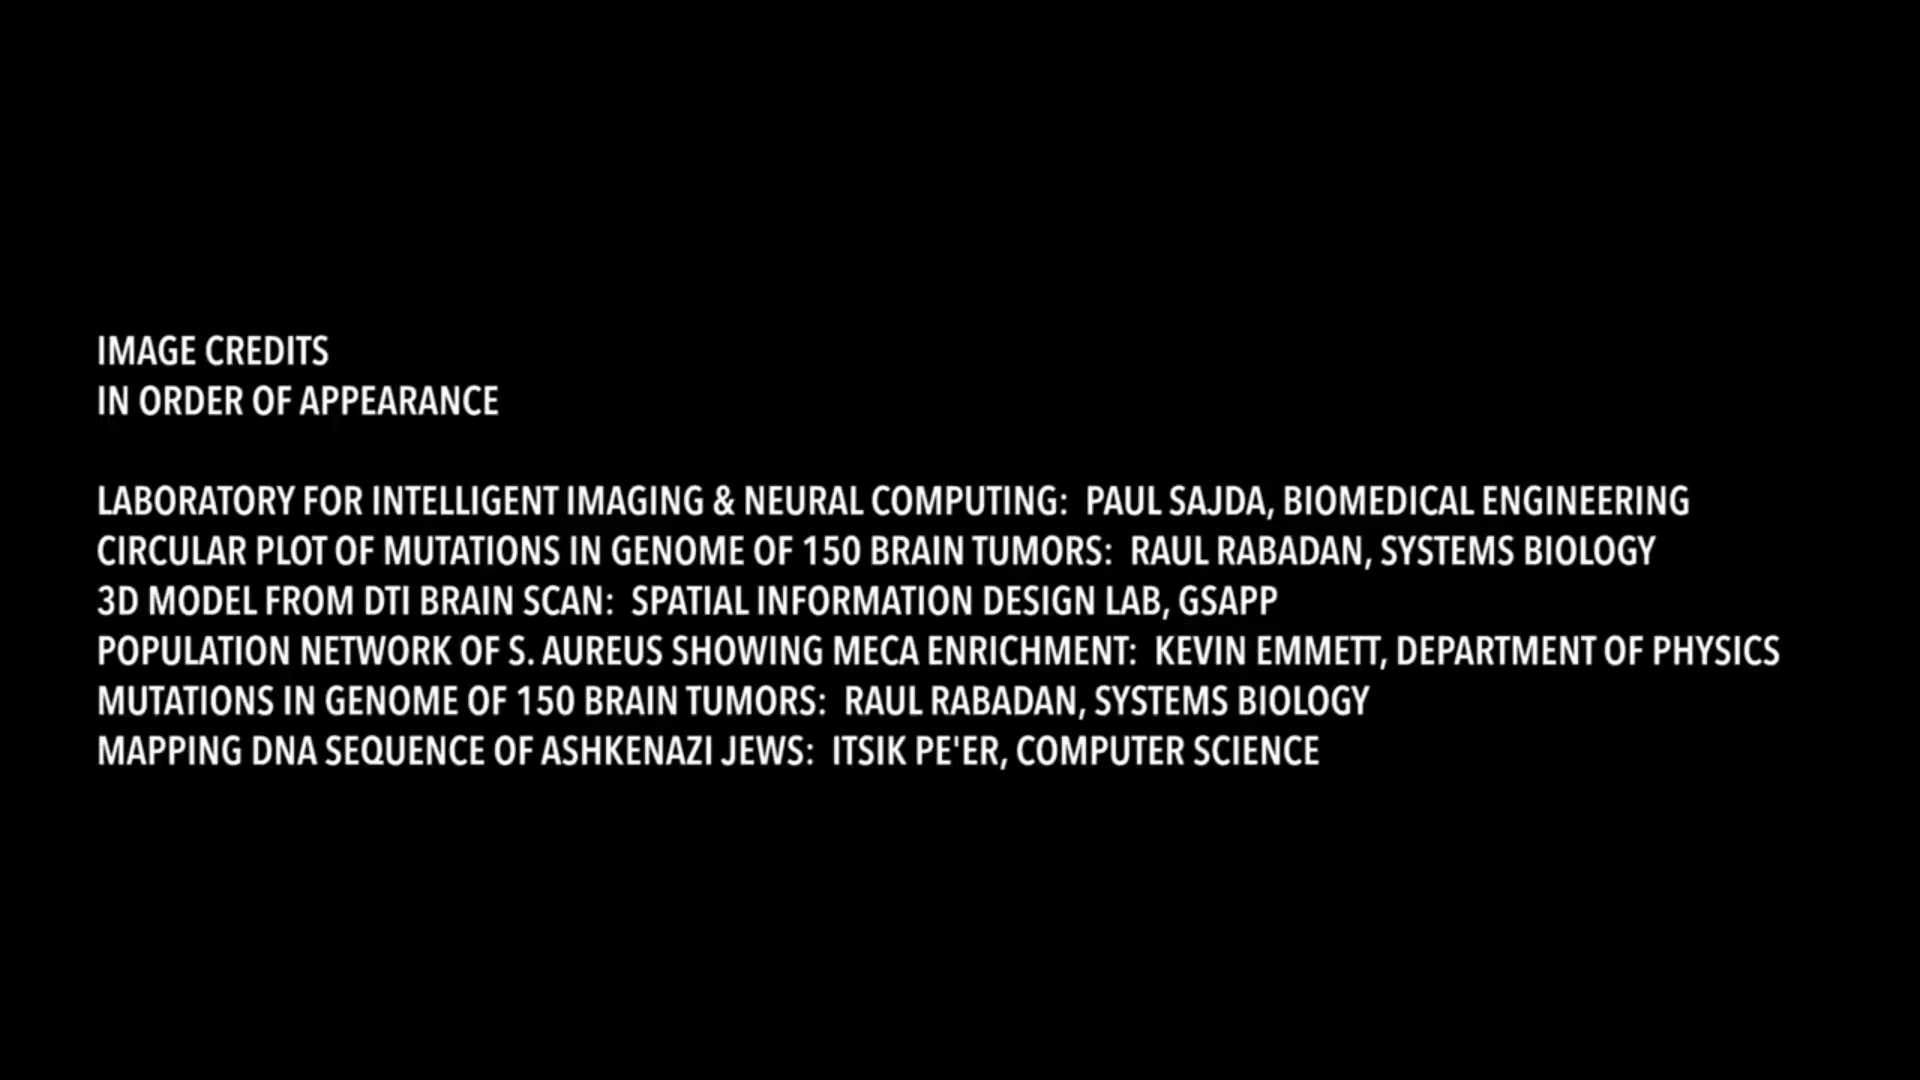 IMAGE CREDITS
IN ORDER OF APPEARANCE
LABORATORY FOR INTELLIGENT IMAGING & NEURAL COMPUTING: PAUL SAJDA, BIOMEDICAL ENGINEERING
CIRCULAR PLOT OF MUTATIONS IN GENOME OF 150 BRAIN TUMORS: RAUL RABADAN, SYSTEMS BIOLOGY
3D MODEL FROM DTI BRAIN SCAN: SPATIAL INFORMATION DESIGN LAB, GSAPP
POPULATION NETWORK OF S. AUREUS SHOWING MECA ENRICHMENT: KEVIN EMMETT, DEPARTMENT OF PHYSICS
MUTATIONS IN GENOME OF 150 BRAIN TUMORS: RAUL RABADAN, SYSTEMS BIOLOGY
MAPPING DNA SEQUENCE OF ASHKENAZI JEWS: ITSIK PE'ER, COMPUTER SCIENCE